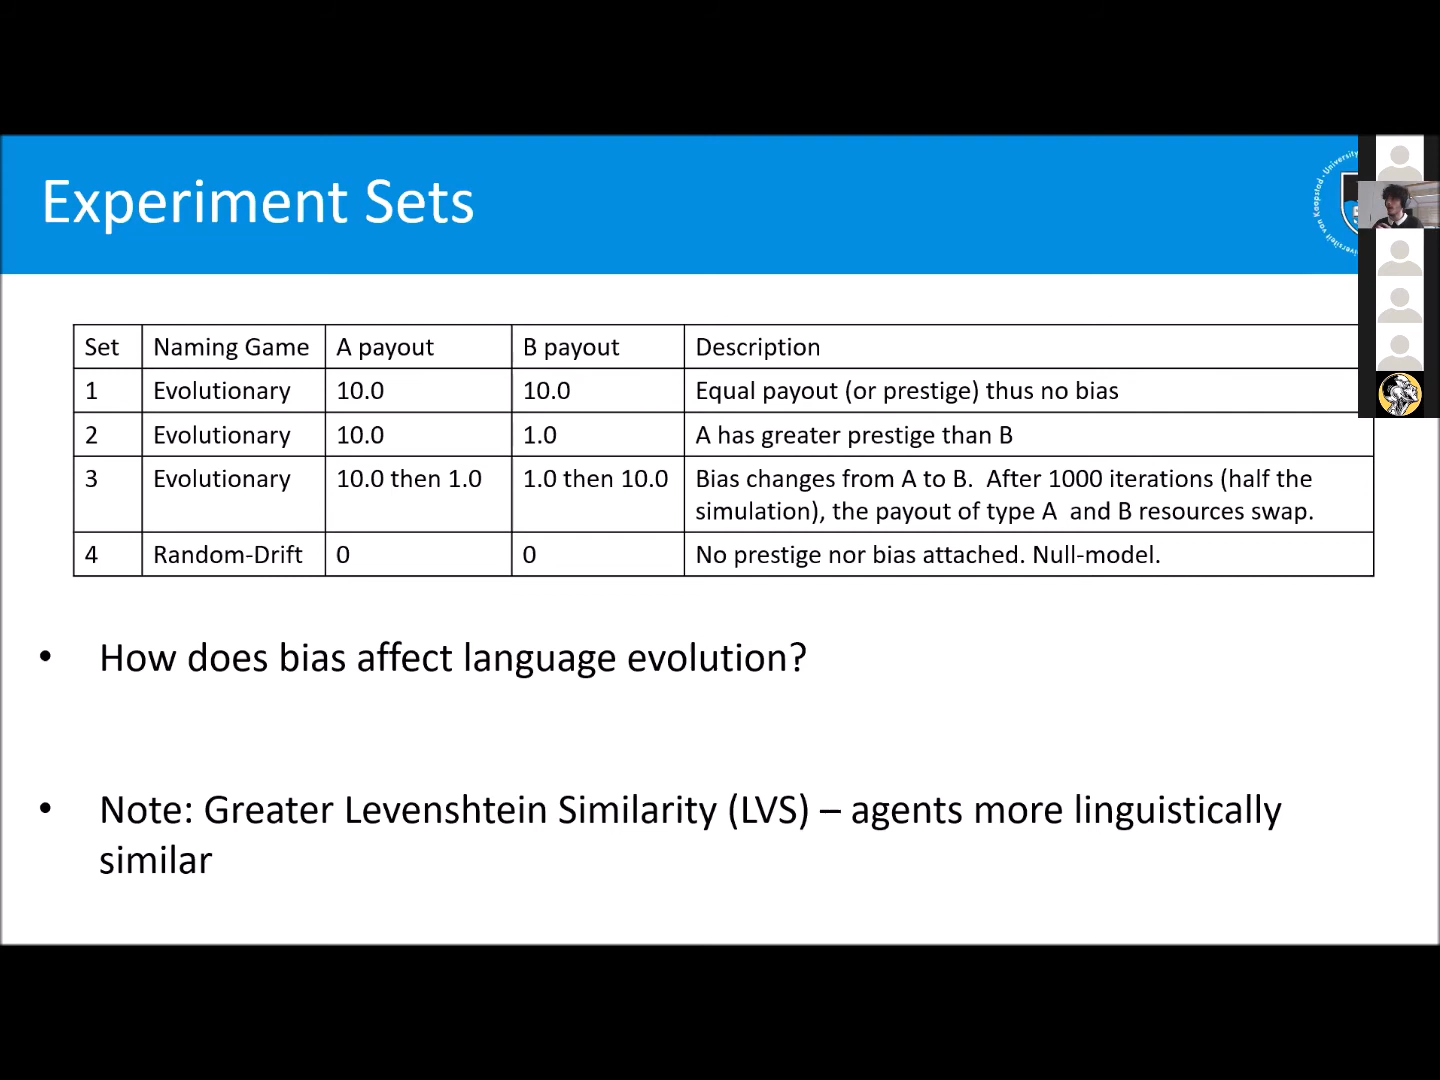 Experiment Sets
University
Universiteit van Kaapstad
Set Naming Game A payout B payout Description
1 Evolutionary 10.0 10.0 Equal payout (or prestige) thus no bias
2 Evolutionary 10.0 1.0 A has greater prestige than B
3 Evolutionary 10.0 then 1.0 1.0 then 10.0 Bias changes from A to B. After 1000 iterations (half the
simulation), the payout of type A and B resources swap.
4 Random-Drift 0 0 No prestige nor bias attached. Null-model.
• How does bias affect language evolution?
• Note: Greater Levenshtein Similarity (LVS) – agents more linguistically
similar